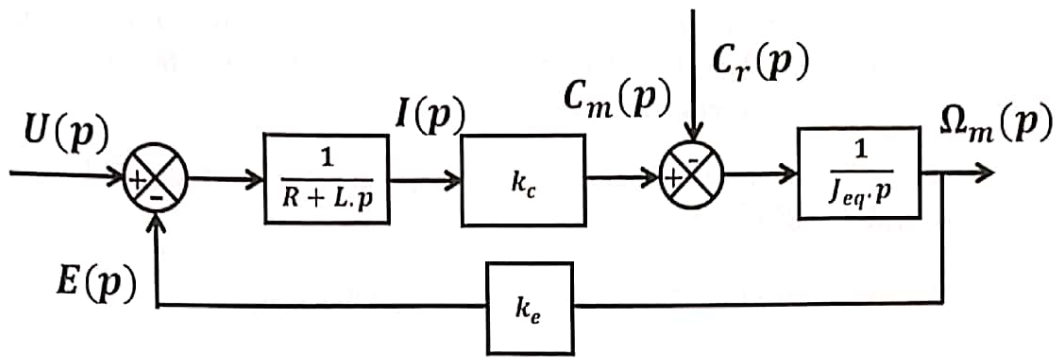 U(p)
+
-
1
R + L.p
I(p)
k_c
C_m(p)
C_r(p)
+
-
1
J_eq.p
Ω_m(p)
E(p)
k_e